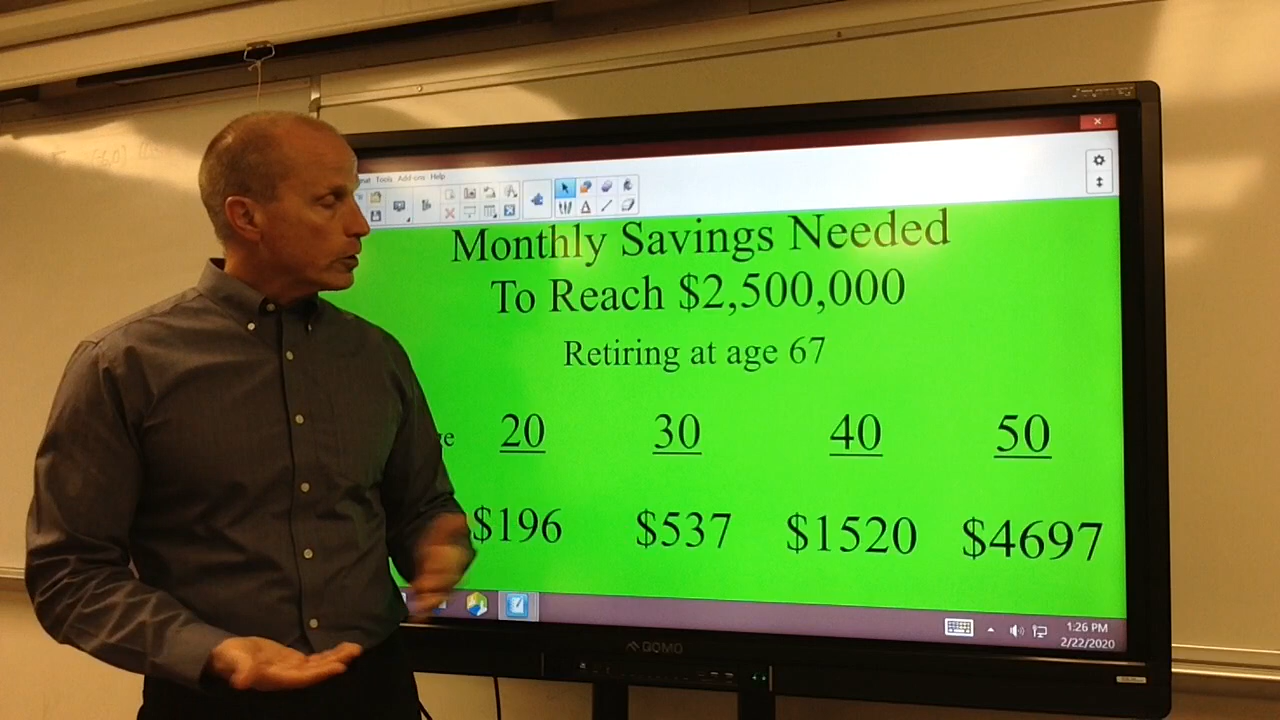 Tools Add-ons Help
Monthly Savings Needed
To Reach $2,500,000
Retiring at age 67
20 30 40 50
$196 $537 $1520 $4697
1:26 PM
2/22/2020
QOMO